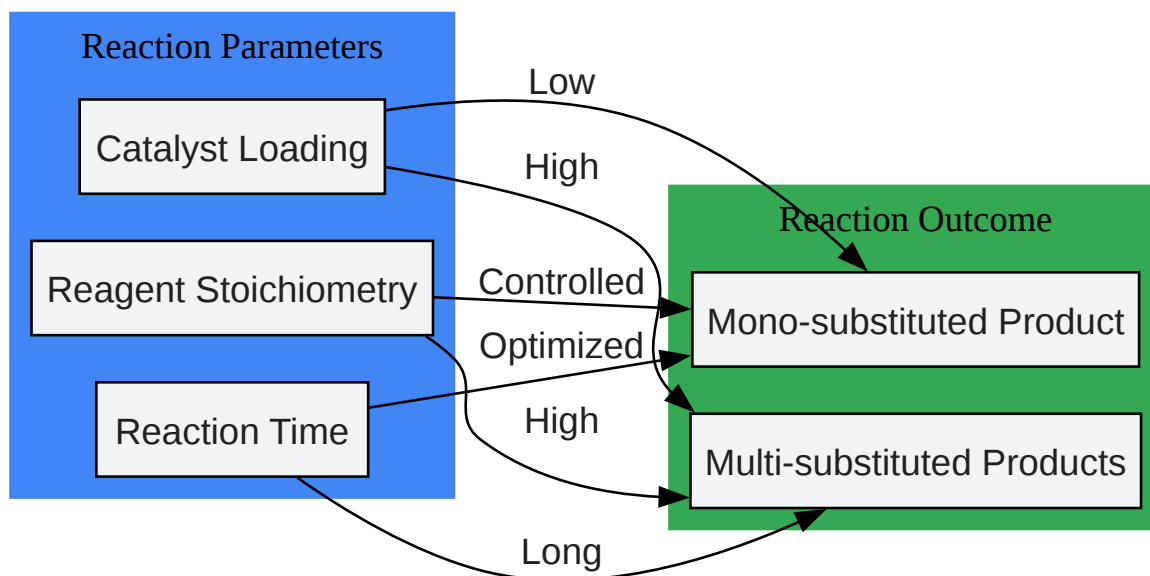 Reaction Parameters
Low
Catalyst Loading
High
Reaction Outcome
Reagent Stoichiometry
Controlled
Mono-substituted Product
Optimized
Reaction Time
High
Multi-substituted Products
Long